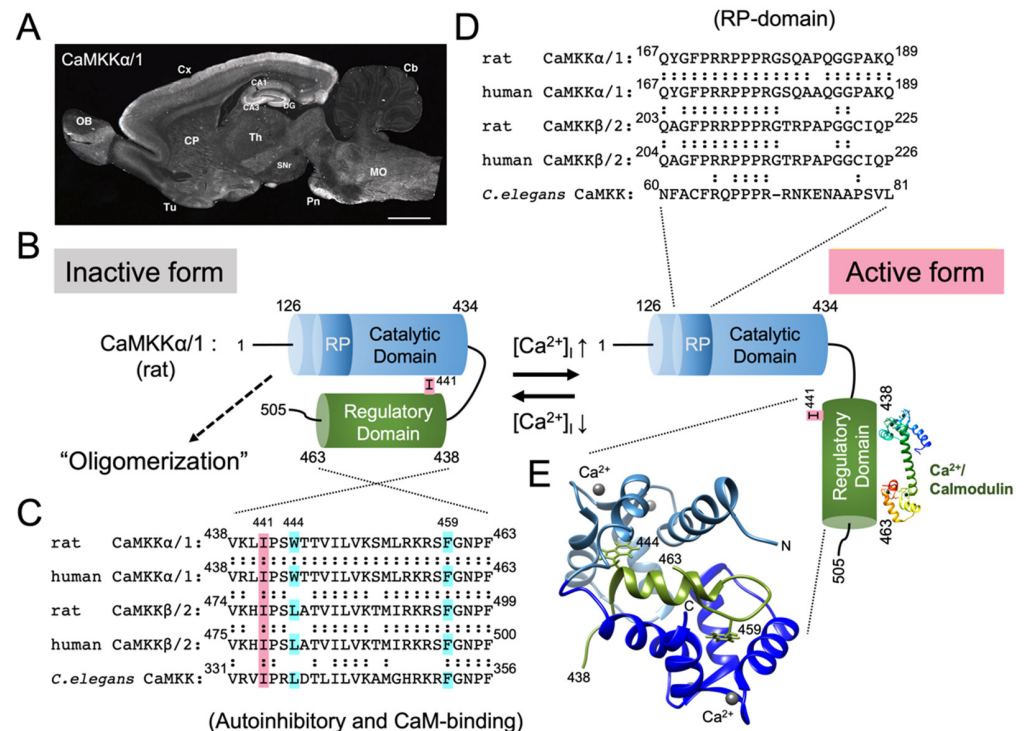 A
CaMKKα/1
Cx
Cb
OB
CA1
CA3
DG
CP
Th
SNr
MO
Tu
Pn
D
(RP-domain)
rat CaMKKα/1: 167 QYGFPRRPPPRGSQAPQGGPAKQ 189
human CaMKKα/1: 167 QYGFPRRPPPRGSQAAQGGPAKQ 189
rat CaMKKβ/2: 203 QAGFPRRPPPRGTRPAPGGCIQP 225
human CaMKKβ/2: 204 QAGFPRRPPPRGTRPAPGGCIQP 226
C.elegans CaMKK: 60 NFACFRQPPPR-RNKENAAPSVL 81
B
Inactive form
Active form
CaMKKα/1 :
(rat)
1
126
434
RP
Catalytic
Domain
I 441
505
Regulatory
Domain
463
438
"Oligomerization"
[Ca2+]I ↑
[Ca2+]I ↓
1
126
434
RP
Catalytic
Domain
441
I
438
Regulatory
Domain
463
505
Ca2+/
Calmodulin
C
438 441 444 459 463
rat CaMKKα/1: VKLIPSWTTVILVKSMLRKRSFGNPF
human CaMKKα/1: 438 VRLIPSWTTVILVKSMLRKRSFGNPF 463
rat CaMKKβ/2: 474 VKHIPSLATVILVKTMIRKRSFGNPF 499
human CaMKKβ/2: 475 VKHIPSLATVILVKTMIRKRSFGNPF 500
C.elegans CaMKK: 331 VRVIPRLDTLILVKAMGHRKRSFGNPF 356
(Autoinhibitory and CaM-binding)
E
Ca2+
444
463
N
C
459
438
Ca2+